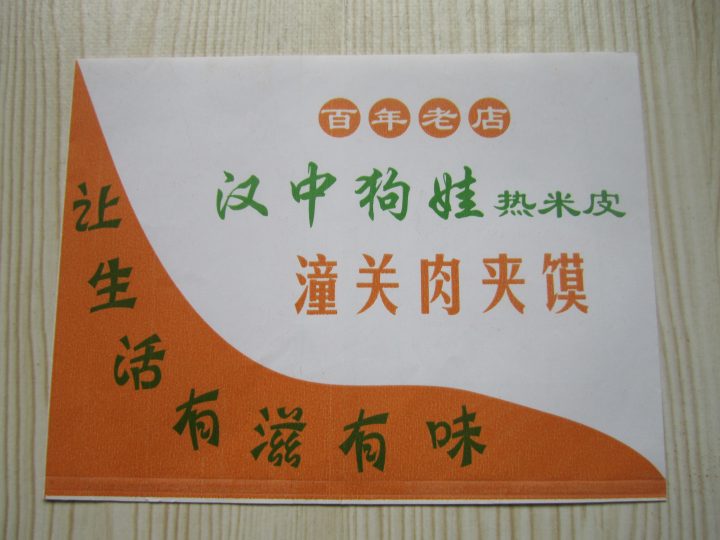 百年老店
汉中狗娃热米皮
潼关肉夹馍
让生活有滋有味